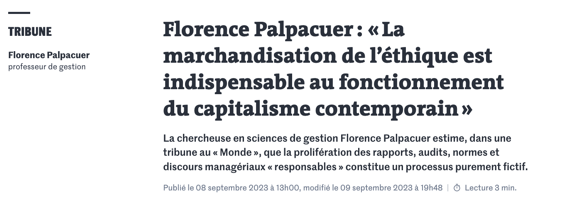 TRIBUNE
Florence Palpacuer
professeur de gestion
Florence Palpacuer : « La
marchandisation de l’éthique est
indispensable au fonctionnement
du capitalisme contemporain »
La chercheuse en sciences de gestion Florence Palpacuer estime, dans une
tribune au « Monde », que la prolifération des rapports, audits, normes et
discours managériaux « responsables » constitue un processus purement fictif.
Publié le 08 septembre 2023 à 13h00, modifié le 09 septembre 2023 à 19h48 | Lecture 3 min.